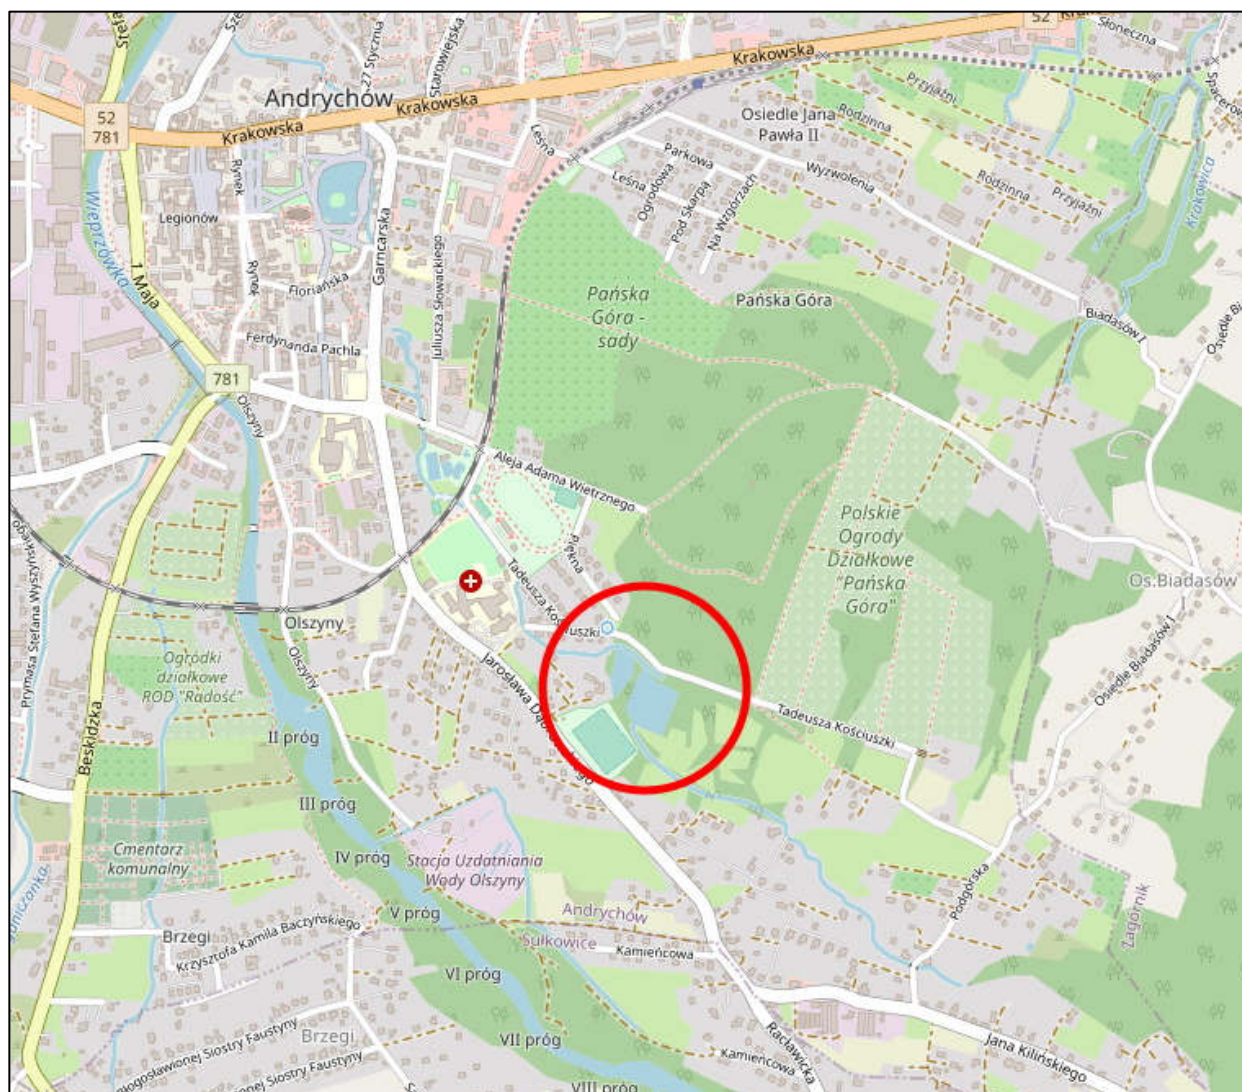 52
Słoneczna
Krakowska
27 Stycznia
Starowiejska
Andrychów
Krakowska
52
781
Krakowska
Leśna
Osiedle Jana
Pawła II
Przyjaźni
Rodzinna
Spacerowa
Parkowa
Wyzwolenia
Rynek
Leśna
Ogrodowa
Pod Skarpą
Na Wzgórzach
Rodzinna
Przyjaźni
Krakowica
Wieprzówka
Legionów
Garncarska
1 Maja
Rynek
Floriańska
Juliusza Słowackiego
Pańska
Góra -
sady
Pańska Góra
Biadasów I
Ferdynanda Pachla
781
Olszyny
Aleja Adama Wietrznego
Polskie
Ogrody
Działkowe
"Pańska
Góra"
Piękna
Tadeusza Kościuszki
Os.Biadasów
Prymasa Stefana Wyszyńskiego
Olszyny
Ogródki
działkowe
ROD "Radość"
Olszyny
Jarosława Dąbrowskiego
Osiedle Biadasów I
Tadeusza Kościuszki
Beskidzka
II próg
III próg
IV próg
Stacja Uzdatniania
Wody Olszyny
Cmentarz
komunalny
V próg
Andrychów
Sułkowice
Podgórska
Zagórnik
Brzegi
Krzysztofa Kamila Baczyńskiego
Kamieńcowa
VI próg
Brzegi
VII próg
Racławicka
Kamieńcowa
Jana Kilińskiego
Siostry Faustyny
Siostry Faustyny
VIII próg